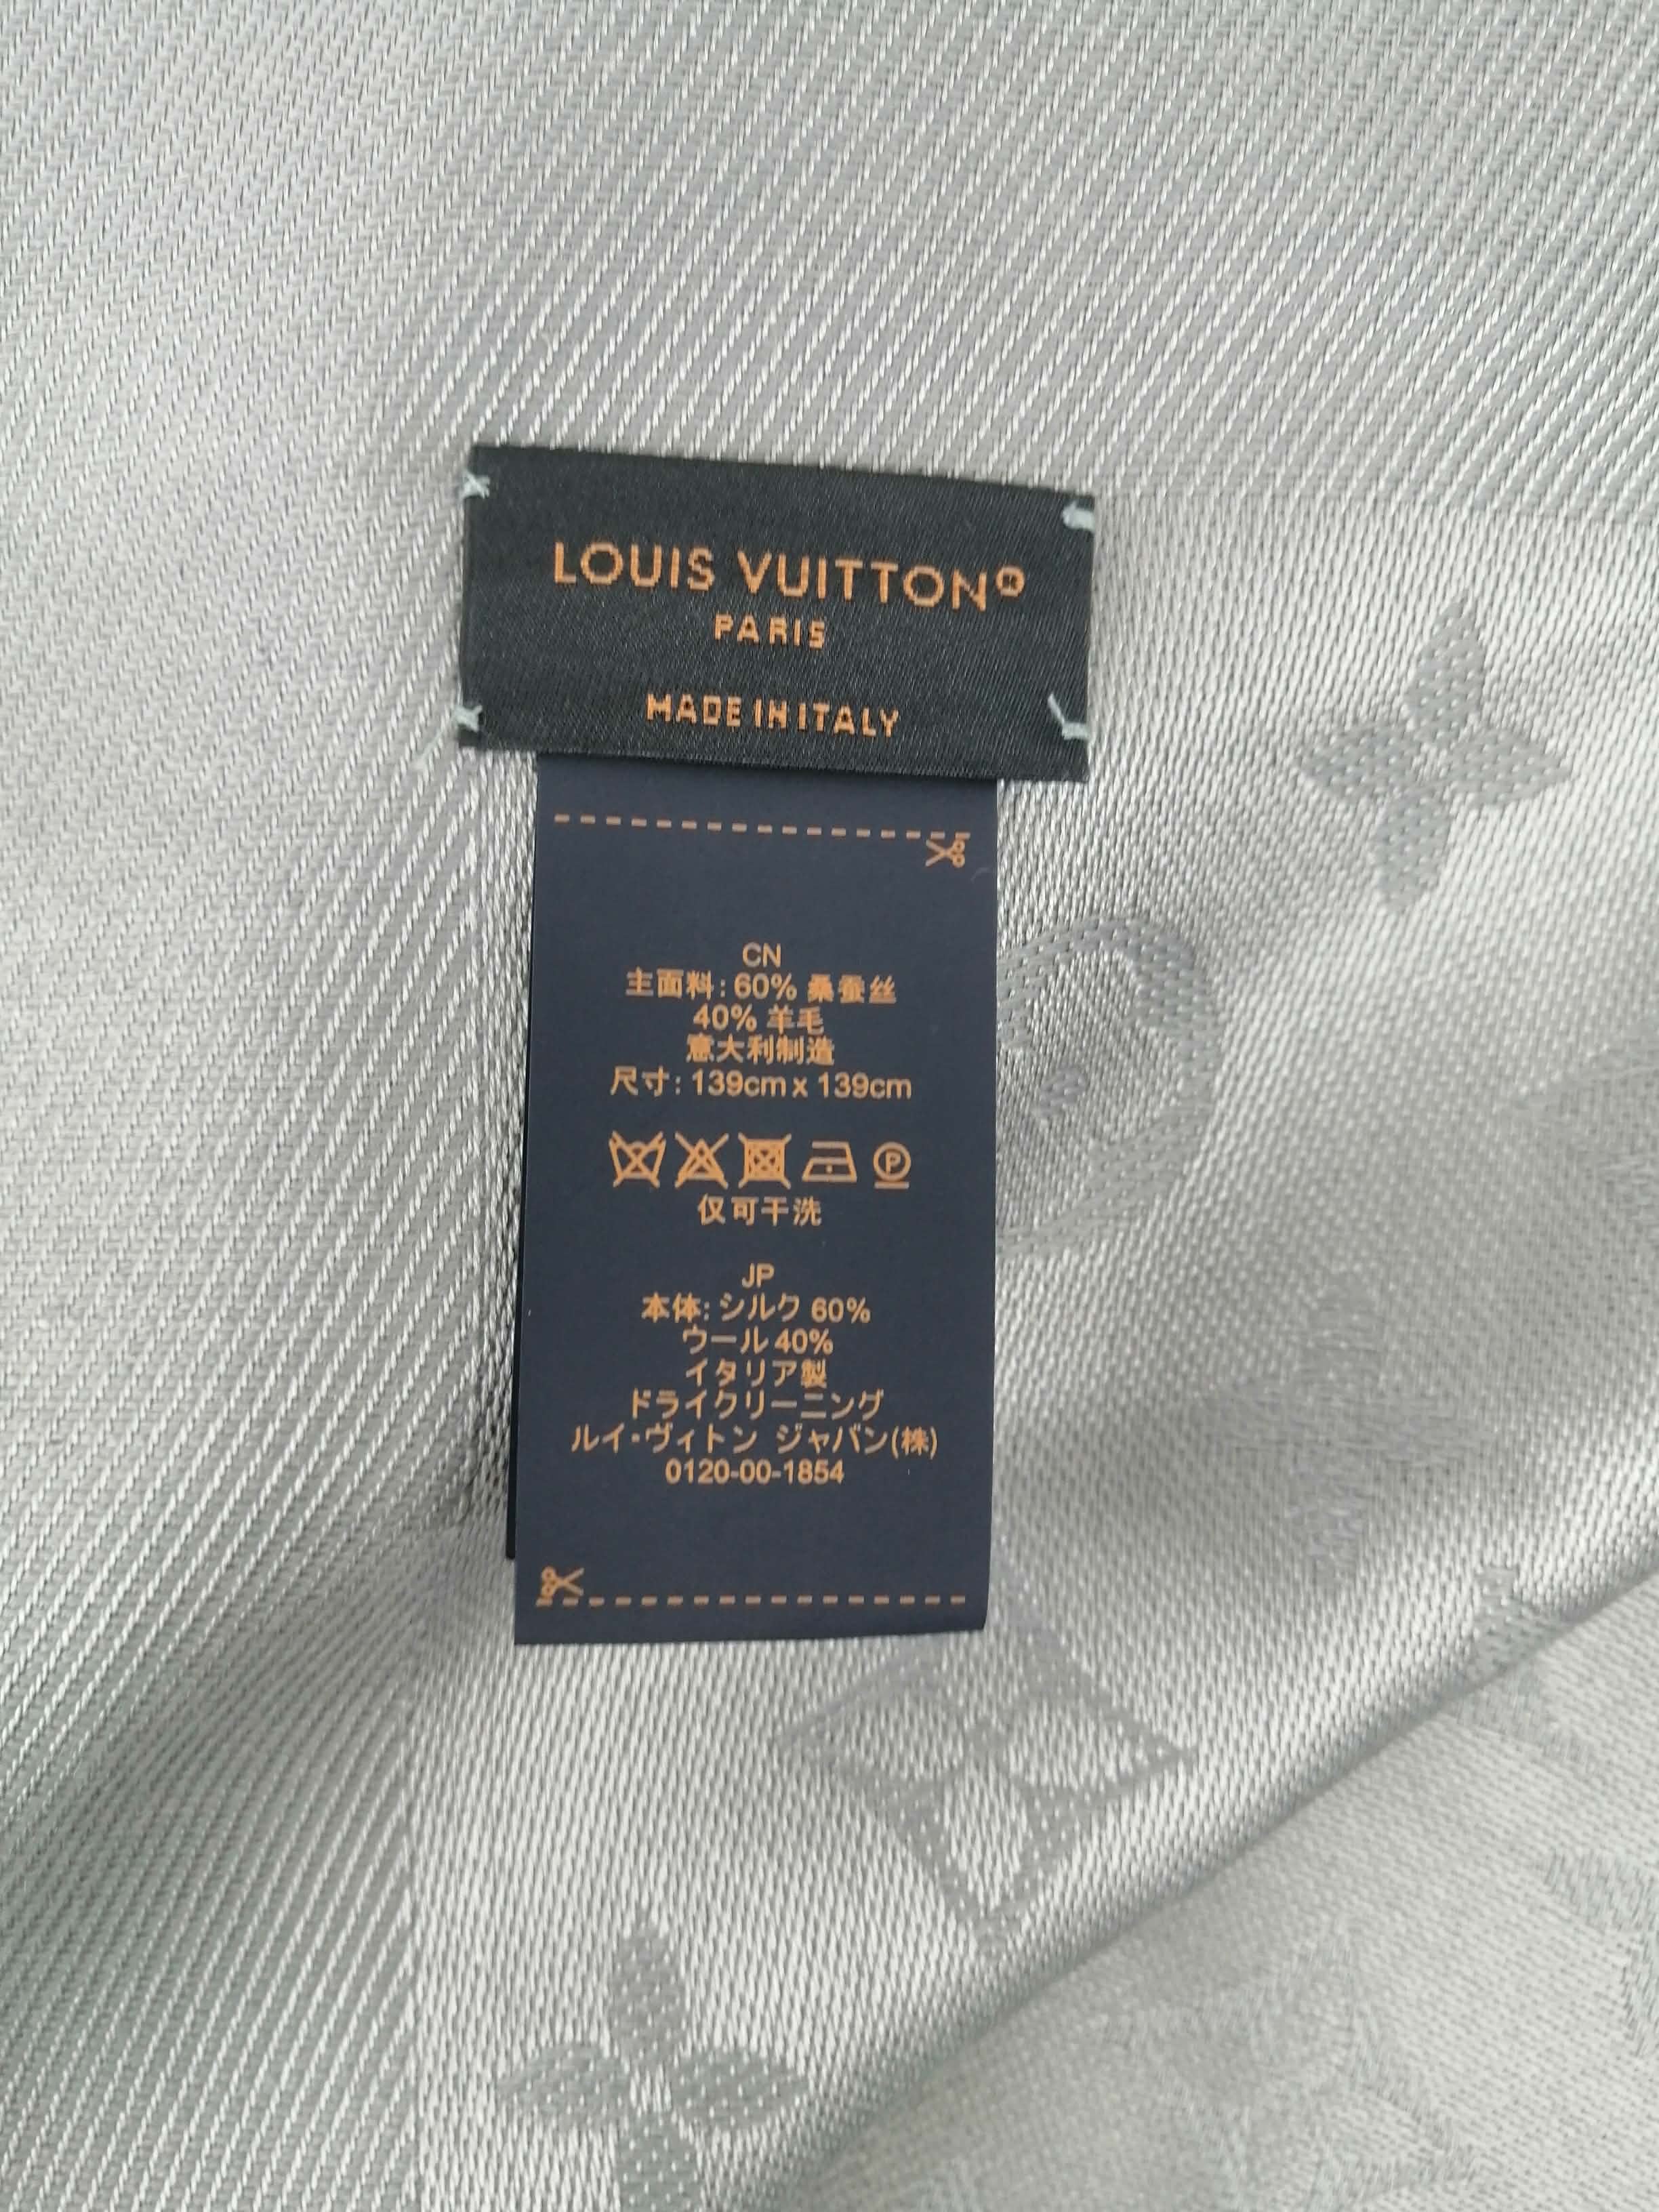 LOUIS VUITTON®
PARIS
MADE IN ITALY
CN
主面料: 60% 桑蚕丝
40% 羊毛
意大利制造
尺寸: 139cm x 139cm
P
仅可干洗
JP
本体: シルク 60%
ウール 40%
イタリア製
ドライクリーニング
ルイ・ヴィトン ジャパン(株)
0120-00-1854